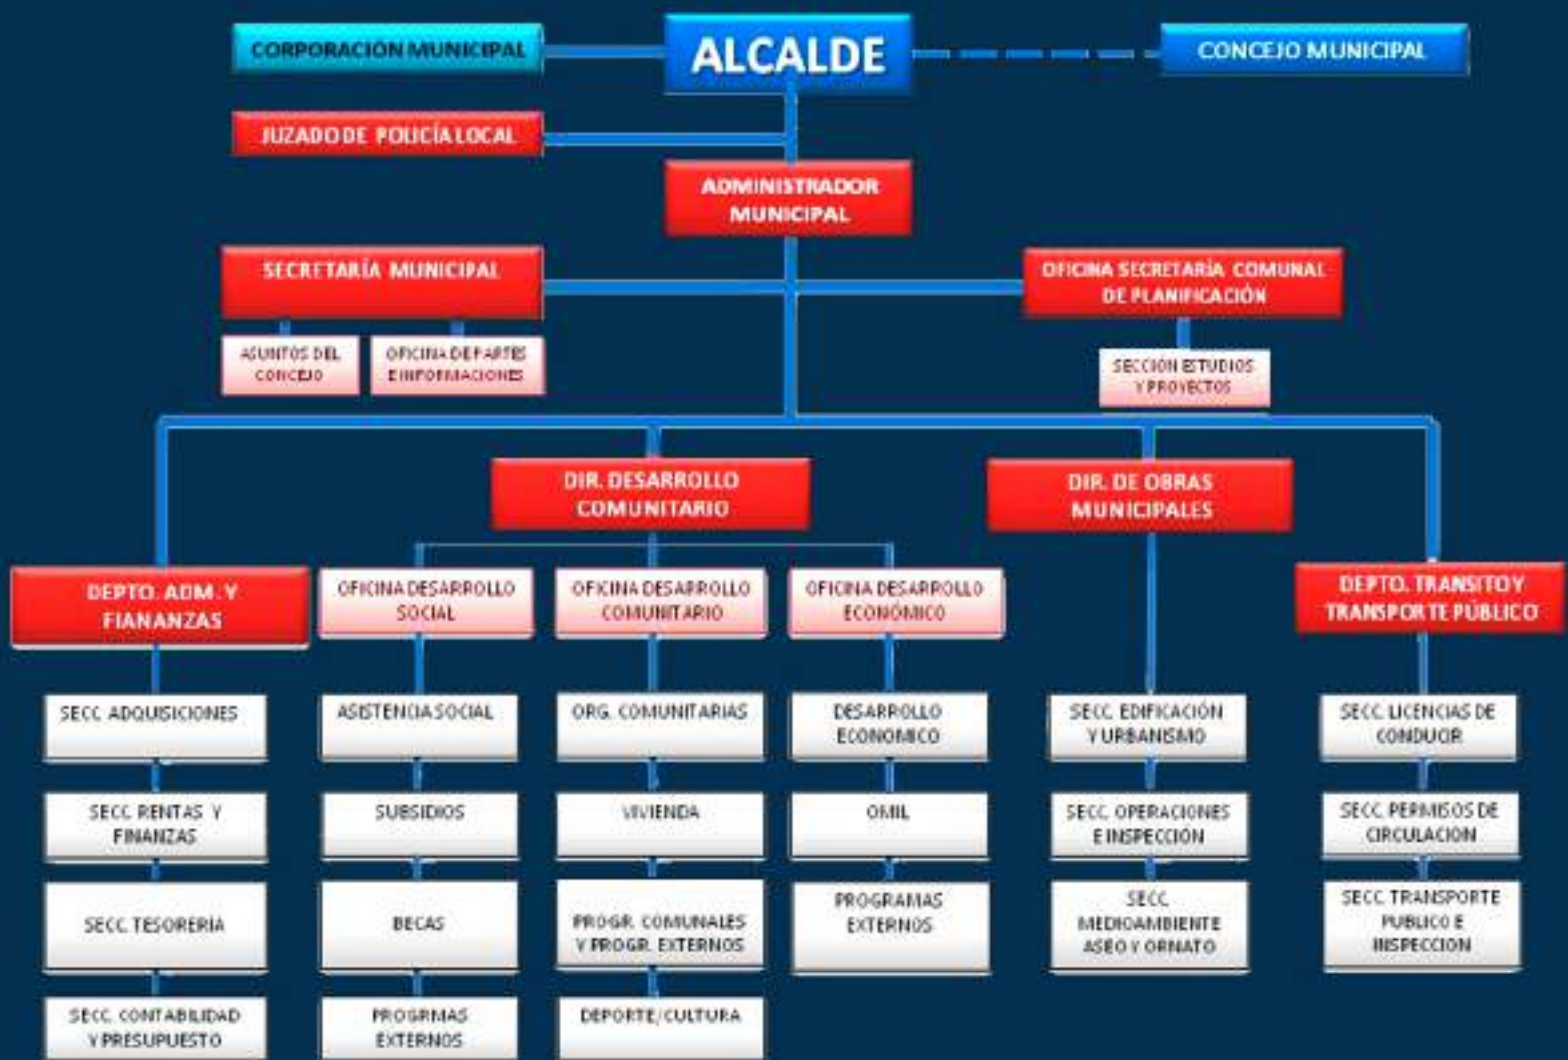 CORPORACIÓN MUNICIPAL
ALCALDE
CONCEJO MUNICIPAL
JUZADO DE POLICÍA LOCAL
ADMINISTRADOR
MUNICIPAL
SECRETARÍA MUNICIPAL
OFICINA SECRETARÍA COMUNAL
DE PLANIFICACIÓN
ASUNTOS DEL
CONCEJO
OFICINA DE PARTES
E INFORMACIONES
SECCIÓN ESTUDIOS
Y PROYECTOS
DIR. DESARROLLO
COMUNITARIO
DIR. DE OBRAS
MUNICIPALES
DEPTO. ADM. Y
FIANANZAS
OFICINA DESARROLLO
SOCIAL
OFICINA DESARROLLO
COMUNITARIO
OFICINA DESARROLLO
ECONÓMICO
DEPTO. TRANSITO Y
TRANSPORTE PÚBLICO
SECC. ADQUISICIONES
ASISTENCIA SOCIAL
ORG. COMUNITARIAS
DESARROLLO
ECONOMICO
SECC. EDIFICACIÓN
Y URBANISMO
SECC. LICENCIAS DE
CONDUCIR
SECC. RENTAS Y
FINANZAS
SUBSIDIOS
VIVIENDA
OMIL
SECC. OPERACIONES
E INSPECCIÓN
SECC. PERMISOS DE
CIRCULACION
SECC. TESORERÍA
BECAS
PROGR. COMUNALES
Y PROGR. EXTERNOS
PROGRAMAS
EXTERNOS
SECC.
MEDIOAMBIENTE
ASEO Y ORNATO
SECC. TRANSPORTE
PUBLICO E
INSPECCION
SECC. CONTABILIDAD
Y PRESUPUESTO
PROGRMAS
EXTERNOS
DEPORTE/CULTURA